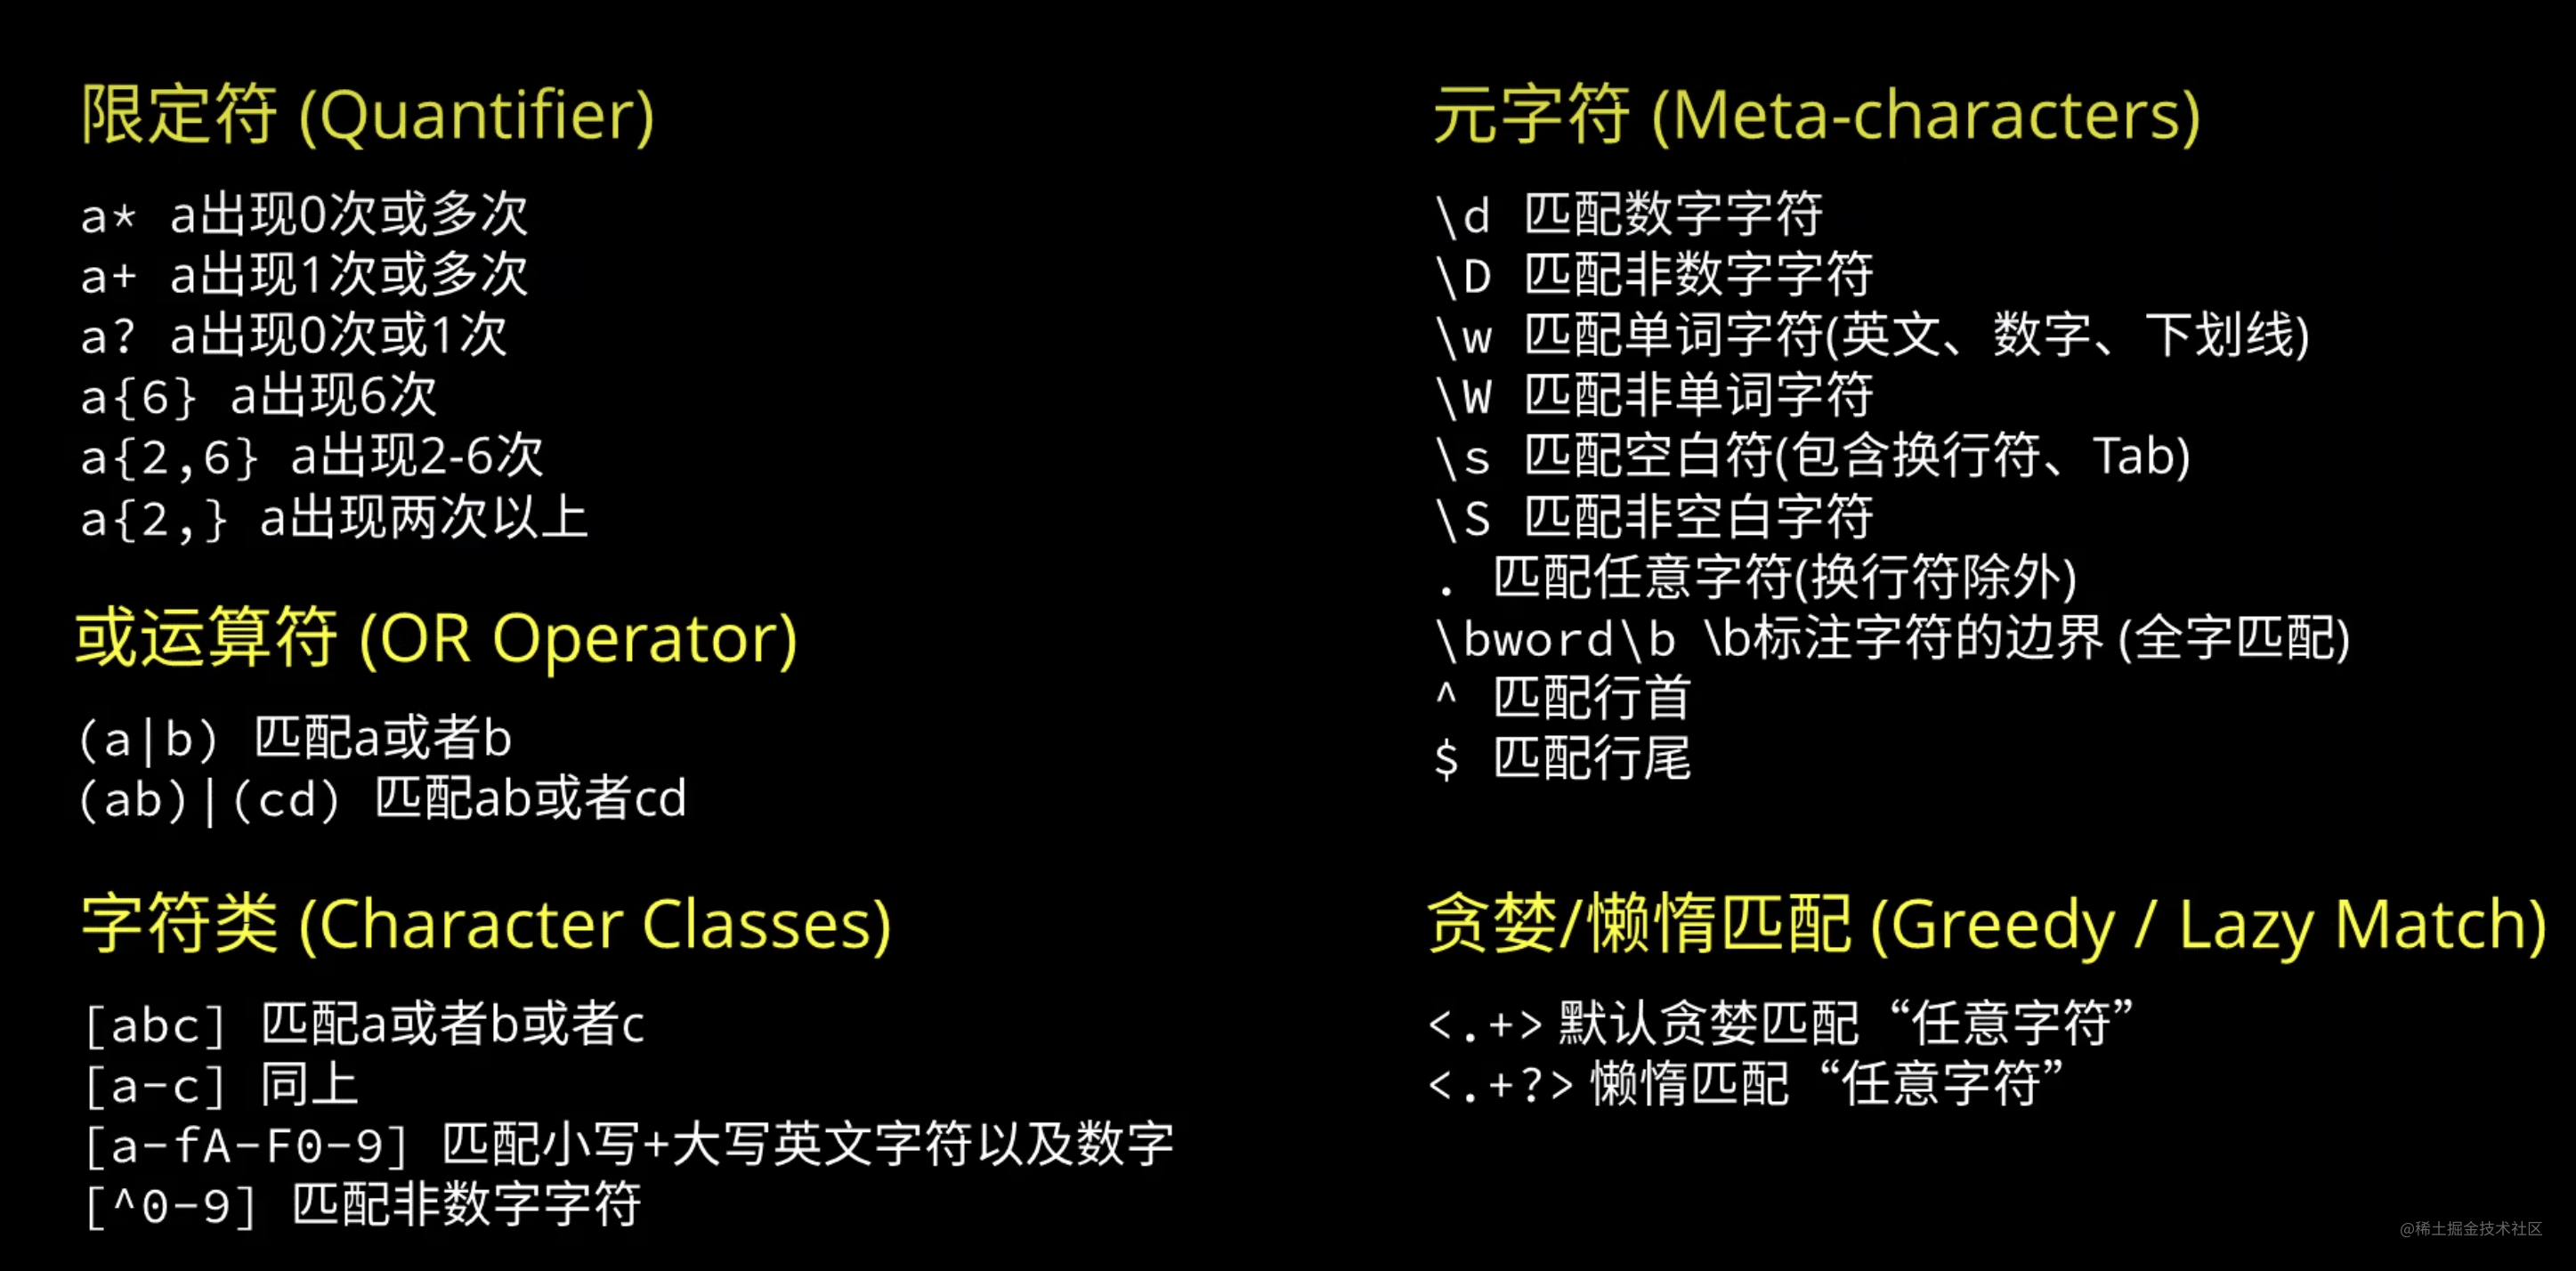 限定符 (Quantifier)
a* a出现0次或多次
a+ a出现1次或多次
a? a出现0次或1次
a{6} a出现6次
a{2,6} a出现2-6次
a{2,} a出现两次以上
或运算符 (OR Operator)
(a|b) 匹配a或者b
(ab)|(cd) 匹配ab或者cd
字符类 (Character Classes)
[abc] 匹配a或者b或者c
[a-c] 同上
[a-fA-F0-9] 匹配小写+大写英文字符以及数字
[^0-9] 匹配非数字字符
元字符 (Meta-characters)
\d 匹配数字字符
\D 匹配非数字字符
\w 匹配单词字符(英文、数字、下划线)
\W 匹配非单词字符
\s 匹配空白符(包含换行符、Tab)
\S 匹配非空白字符
. 匹配任意字符(换行符除外)
\bword\b \b标注字符的边界 (全字匹配)
^ 匹配行首
$ 匹配行尾
贪婪/懒惰匹配 (Greedy / Lazy Match)
<.+> 默认贪婪匹配“任意字符”
<.+?> 懒惰匹配“任意字符”
@稀土掘金技术社区